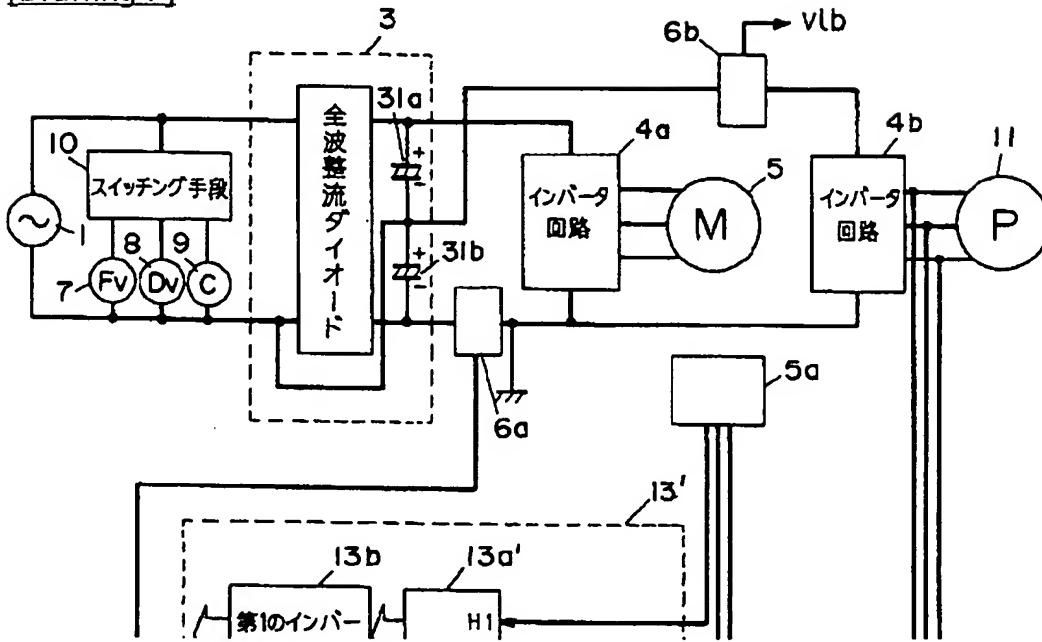 3
6b
vlb
10
スイッチング手段
全波整流ダイオード
31a
+
-
4a
インバータ
回路
5
M
4b
インバータ
回路
11
P
1
8
9
7
Fv
Dv
C
+
-
31b
6a
5a
13'
13b
13a'
第1のインバー
H1